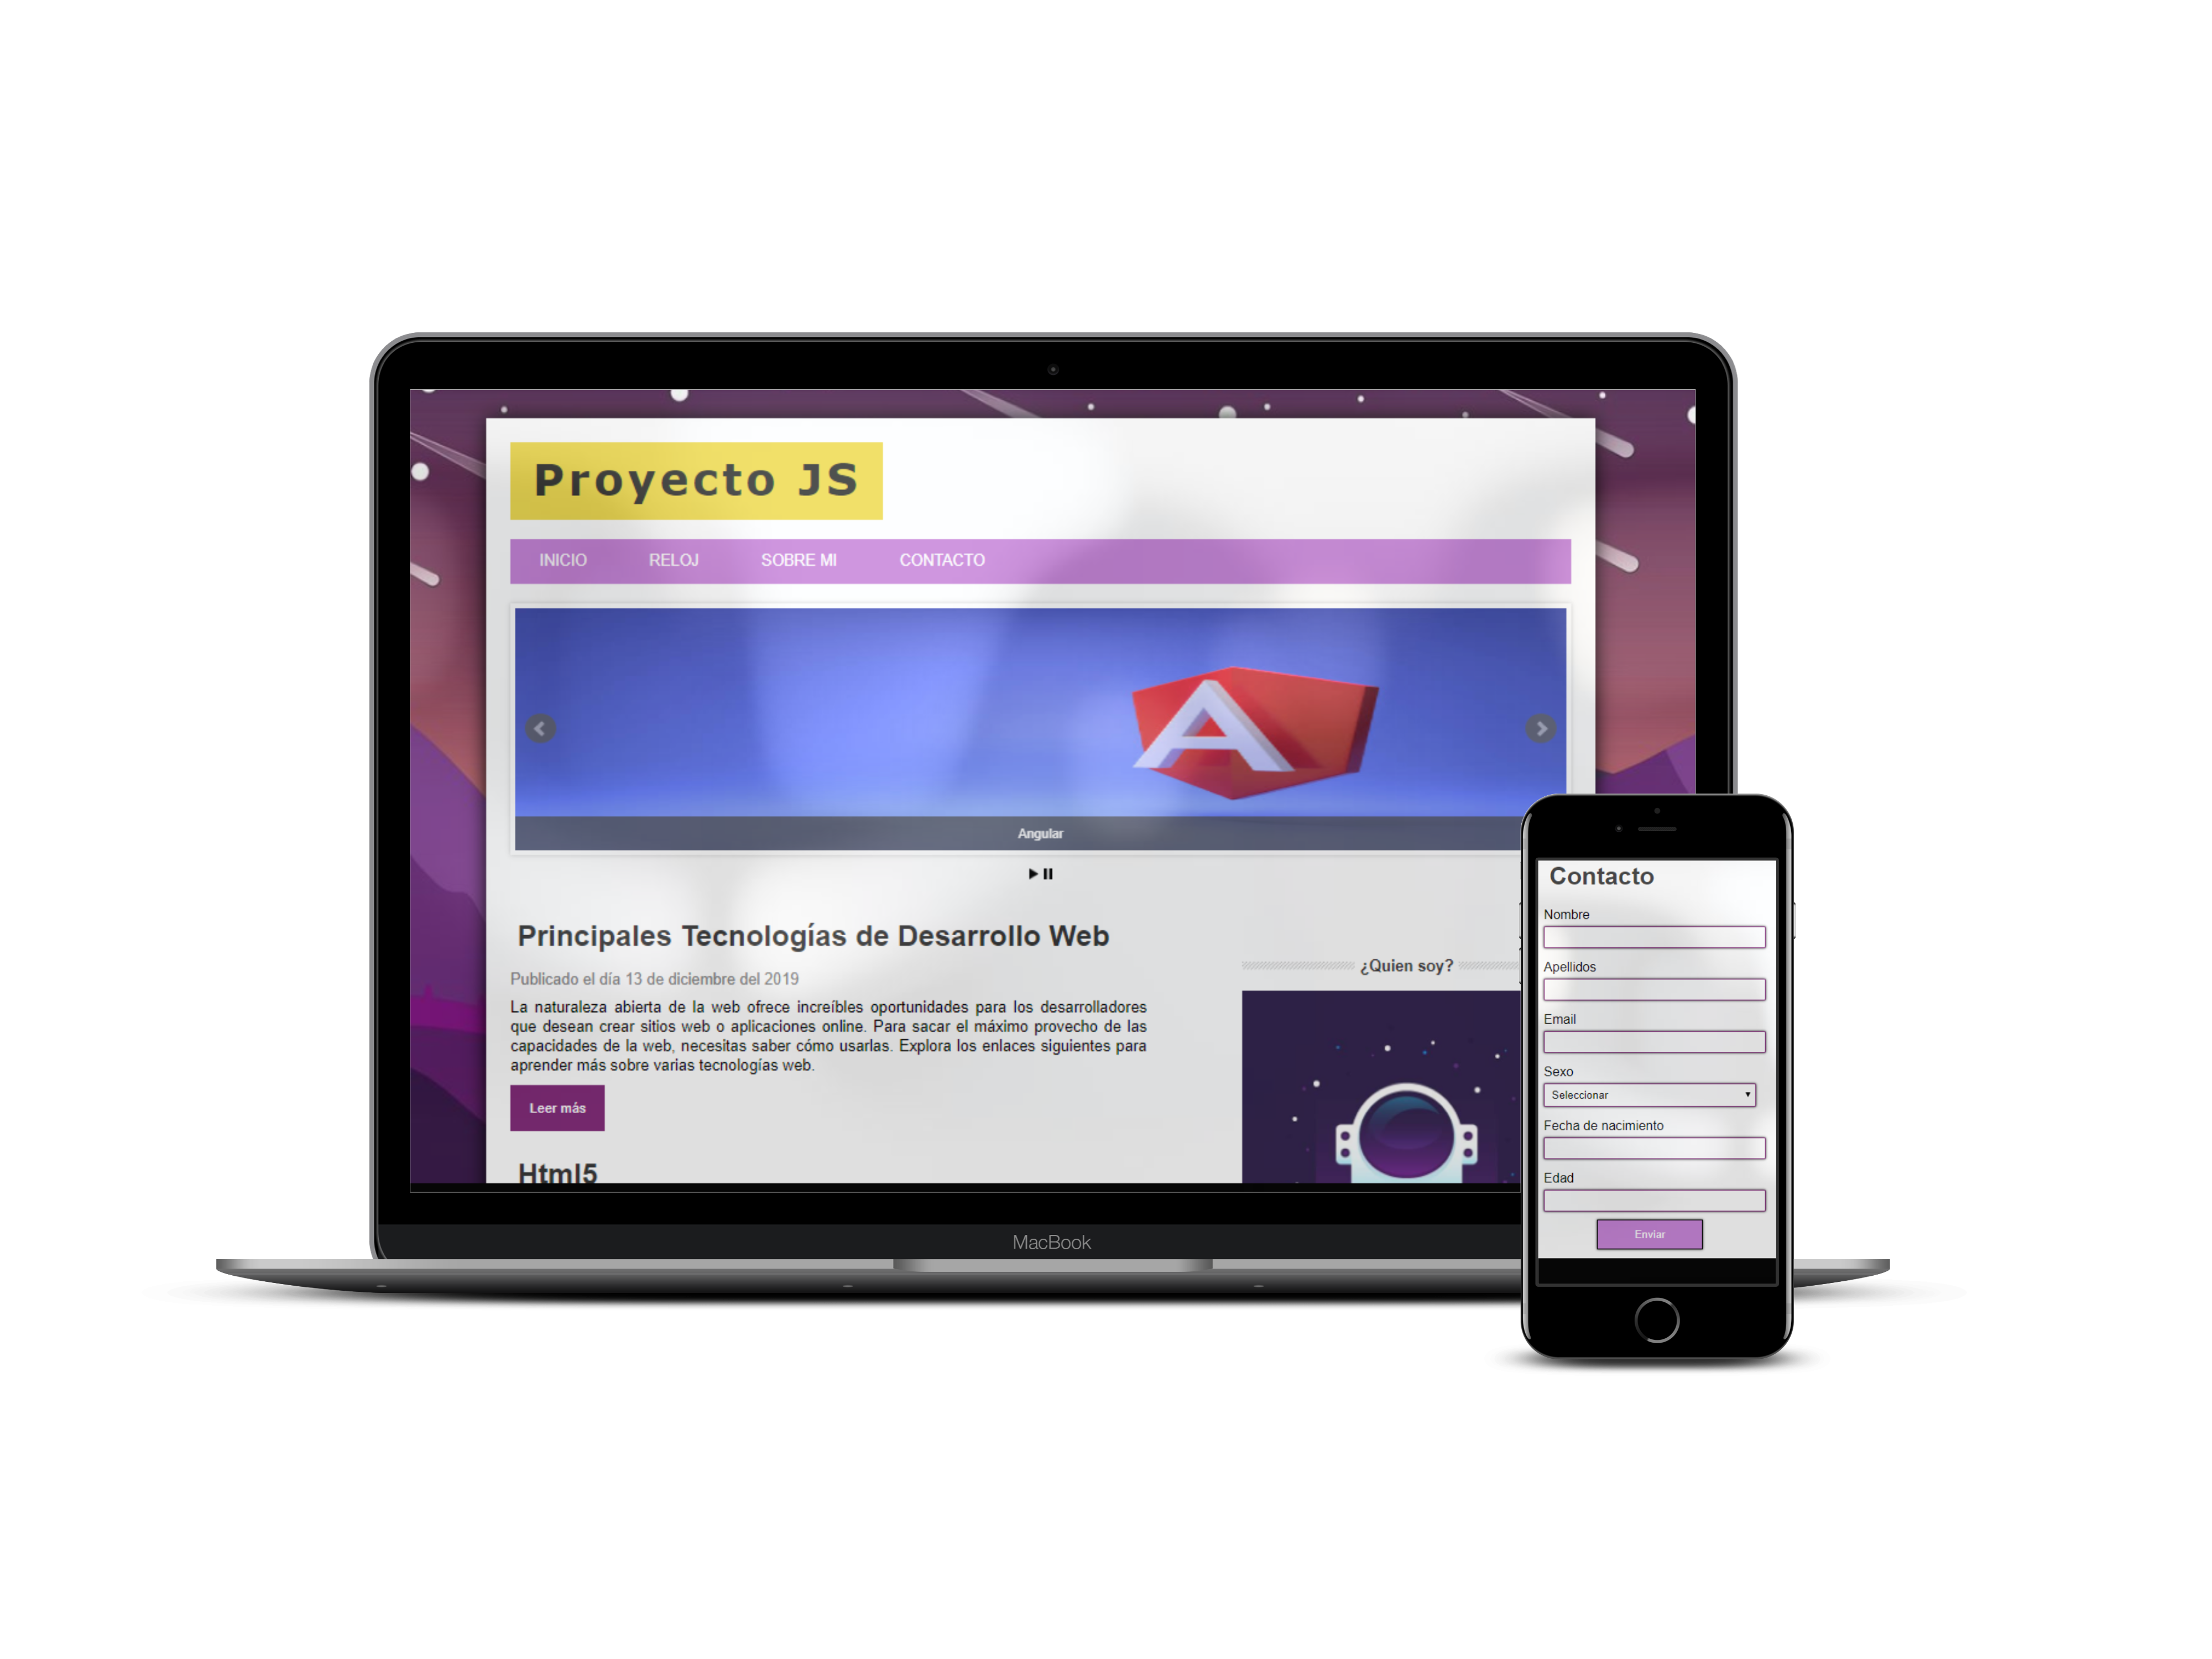 Proyecto JS
INICIO RELOJ SOBRE MI CONTACTO
Angular
Principales Tecnologías de Desarrollo Web
Publicado el día 13 de diciembre del 2019
La naturaleza abierta de la web ofrece increíbles oportunidades para los desarrolladores
que desean crear sitios web o aplicaciones online. Para sacar el máximo provecho de las
capacidades de la web, necesitas saber cómo usarlas. Explora los enlaces siguientes para
aprender más sobre varias tecnologías web.
Leer más
Html5
¿Quien soy?
MacBook
Contacto
Nombre
Apellidos
Email
Sexo
Seleccionar
Fecha de nacimiento
Edad
Enviar